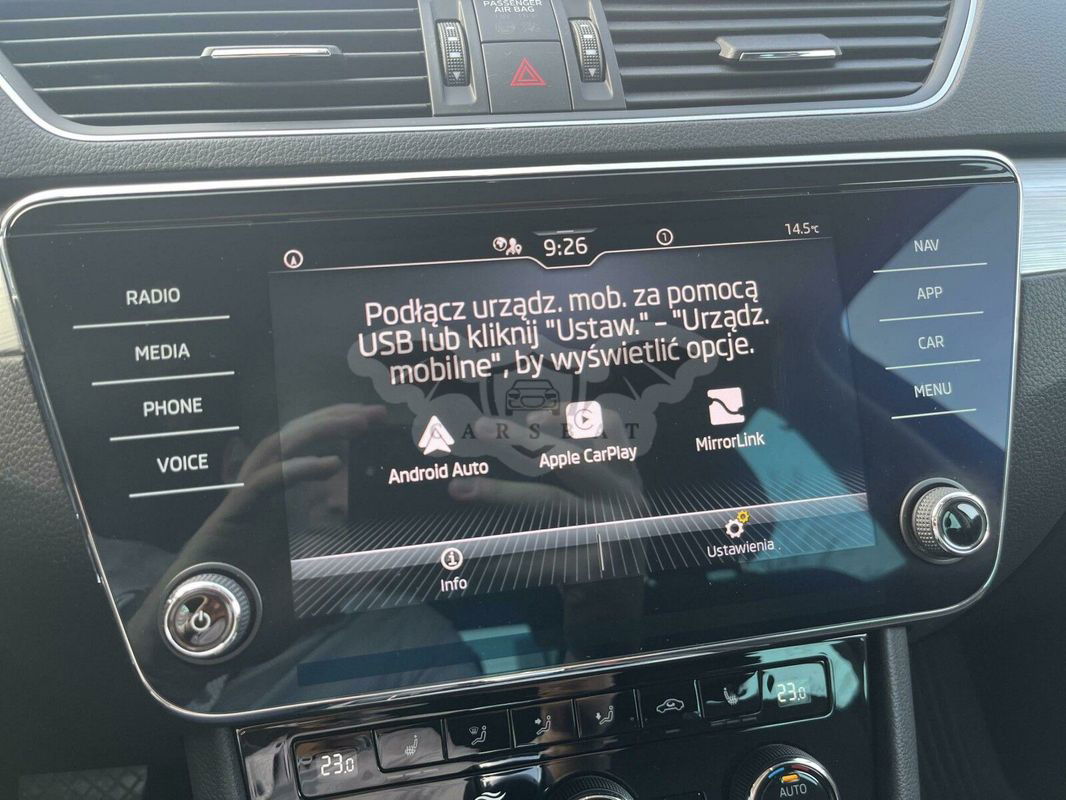 PASSENGER
AIR BAG
9:26
1
14.5°C
RADIO
MEDIA
PHONE
VOICE
NAV
APP
CAR
MENU
Podłącz urządz. mob. za pomocą
USB lub kliknij "Ustaw." – "Urządz.
mobilne", by wyświetlić opcje.
CARSEAT
Android Auto
Apple CarPlay
MirrorLink
Info
Ustawienia
23.0
23.0
AUTO